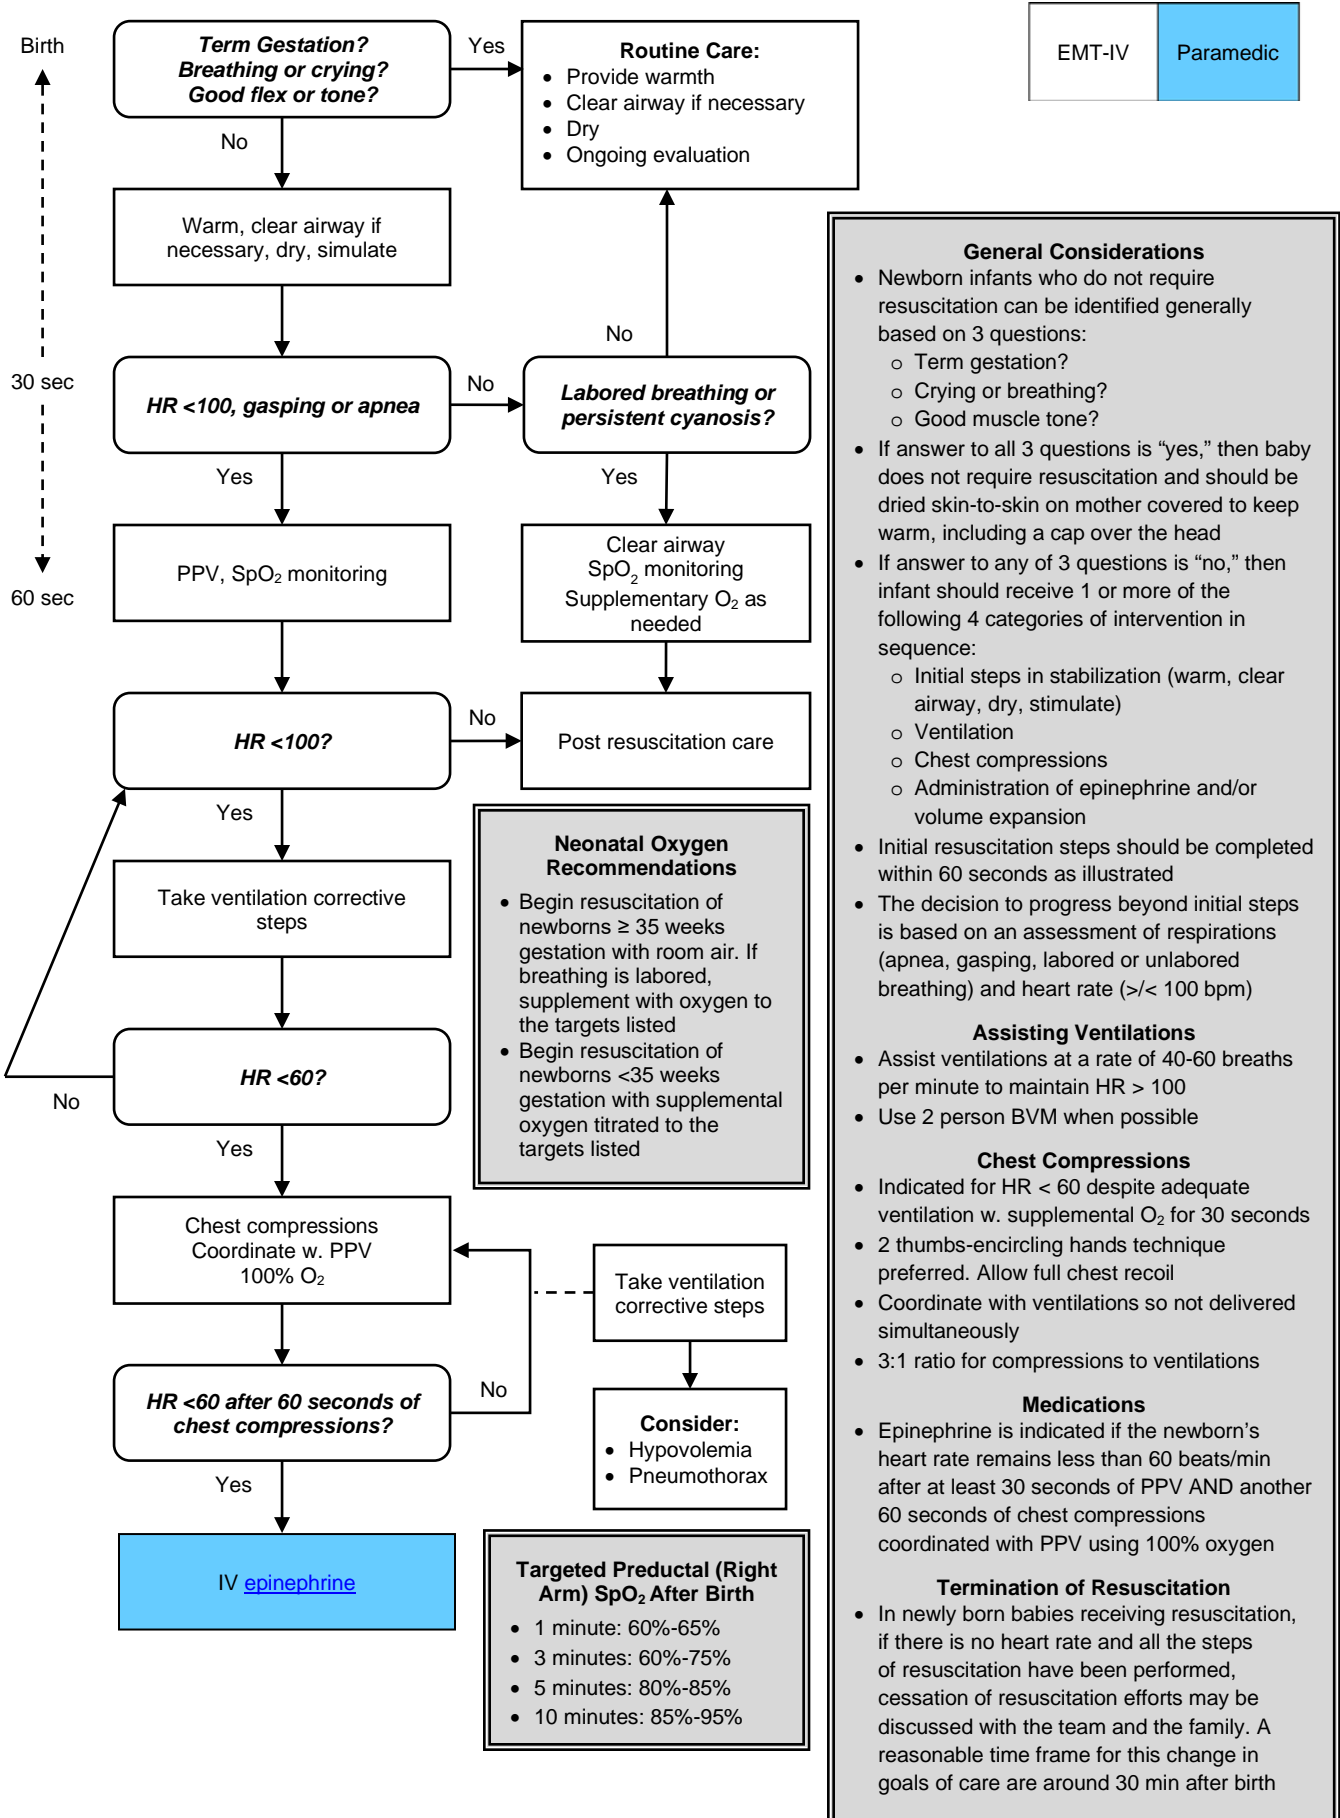 Birth
30 sec
60 sec
Term Gestation?
Breathing or crying?
Good flex or tone?
Yes
Routine Care:
• Provide warmth
• Clear airway if necessary
• Dry
• Ongoing evaluation
EMT-IV
Paramedic
No
Warm, clear airway if
necessary, dry, simulate
HR <100, gasping or apnea
No
Labored breathing or
persistent cyanosis?
No
Yes
Yes
PPV, SpO2 monitoring
Clear airway
SpO2 monitoring
Supplementary O2 as
needed
HR <100?
No
Post resuscitation care
Yes
Take ventilation corrective
steps
HR <60?
No
Yes
Chest compressions
Coordinate w. PPV
100% O2
Take ventilation
corrective steps
HR <60 after 60 seconds of
chest compressions?
No
Consider:
• Hypovolemia
• Pneumothorax
Yes
IV epinephrine
Neonatal Oxygen
Recommendations
• Begin resuscitation of
newborns ≥ 35 weeks
gestation with room air. If
breathing is labored,
supplement with oxygen to
the targets listed
• Begin resuscitation of
newborns <35 weeks
gestation with supplemental
oxygen titrated to the
targets listed
Targeted Preductal (Right
Arm) SpO2 After Birth
• 1 minute: 60%-65%
• 3 minutes: 60%-75%
• 5 minutes: 80%-85%
• 10 minutes: 85%-95%
General Considerations
• Newborn infants who do not require
resuscitation can be identified generally
based on 3 questions:
o Term gestation?
o Crying or breathing?
o Good muscle tone?
• If answer to all 3 questions is “yes,” then baby
does not require resuscitation and should be
dried skin-to-skin on mother covered to keep
warm, including a cap over the head
• If answer to any of 3 questions is “no,” then
infant should receive 1 or more of the
following 4 categories of intervention in
sequence:
o Initial steps in stabilization (warm, clear
airway, dry, stimulate)
o Ventilation
o Chest compressions
o Administration of epinephrine and/or
volume expansion
• Initial resuscitation steps should be completed
within 60 seconds as illustrated
• The decision to progress beyond initial steps
is based on an assessment of respirations
(apnea, gasping, labored or unlabored
breathing) and heart rate (>/< 100 bpm)
Assisting Ventilations
• Assist ventilations at a rate of 40-60 breaths
per minute to maintain HR > 100
• Use 2 person BVM when possible
Chest Compressions
• Indicated for HR < 60 despite adequate
ventilation w. supplemental O2 for 30 seconds
• 2 thumbs-encircling hands technique
preferred. Allow full chest recoil
• Coordinate with ventilations so not delivered
simultaneously
• 3:1 ratio for compressions to ventilations
Medications
• Epinephrine is indicated if the newborn’s
heart rate remains less than 60 beats/min
after at least 30 seconds of PPV AND another
60 seconds of chest compressions
coordinated with PPV using 100% oxygen
Termination of Resuscitation
• In newly born babies receiving resuscitation,
if there is no heart rate and all the steps
of resuscitation have been performed,
cessation of resuscitation efforts may be
discussed with the team and the family. A
reasonable time frame for this change in
goals of care are around 30 min after birth